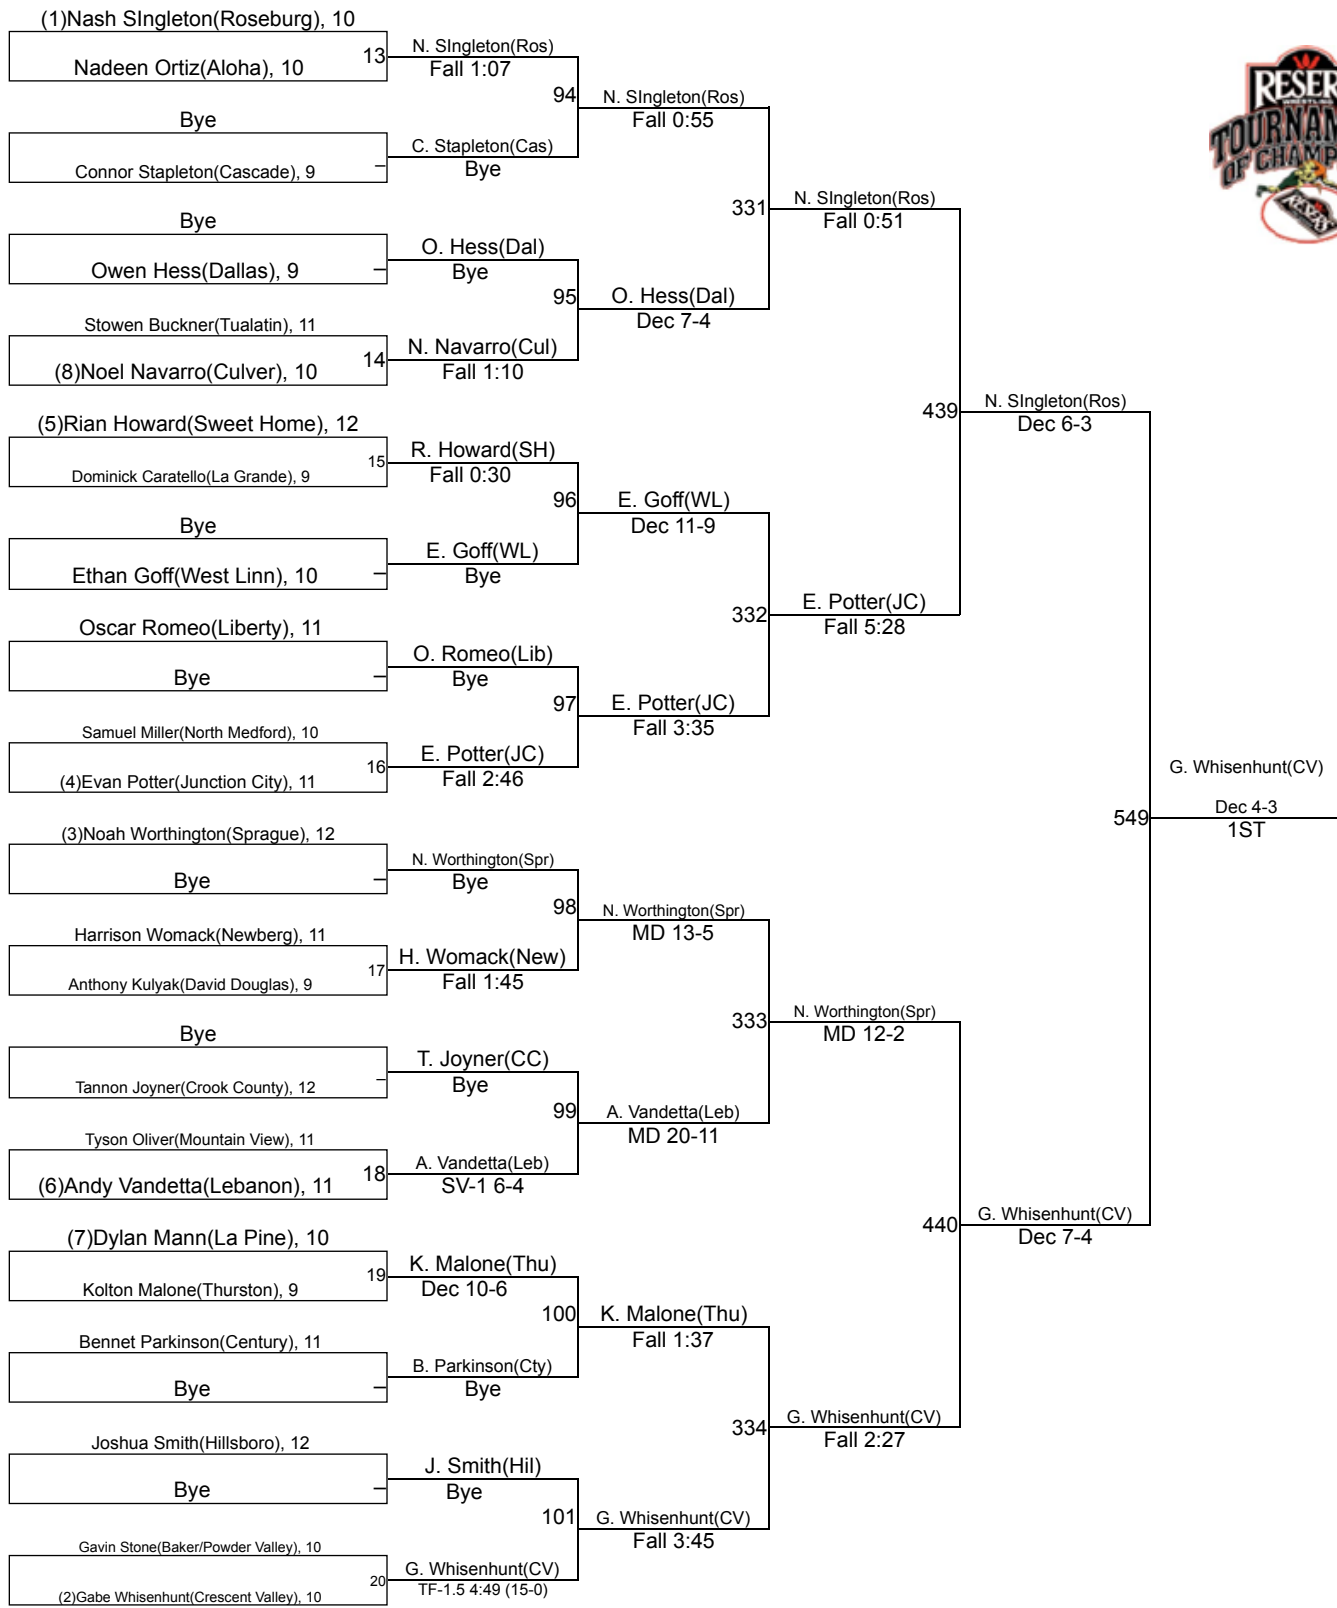 (1)Nash SIngleton(Roseburg), 10
Nadeen Ortiz(Aloha), 10
13
Bye
Connor Stapleton(Cascade), 9
–
Bye
Owen Hess(Dallas), 9
–
Stowen Buckner(Tualatin), 11
(8)Noel Navarro(Culver), 10
14
(5)Rian Howard(Sweet Home), 12
Dominick Caratello(La Grande), 9
15
Bye
Ethan Goff(West Linn), 10
–
Oscar Romeo(Liberty), 11
Bye
–
Samuel Miller(North Medford), 10
(4)Evan Potter(Junction City), 11
16
(3)Noah Worthington(Sprague), 12
Bye
–
Harrison Womack(Newberg), 11
Anthony Kulyak(David Douglas), 9
17
Bye
Tannon Joyner(Crook County), 12
–
Tyson Oliver(Mountain View), 11
(6)Andy Vandetta(Lebanon), 11
18
(7)Dylan Mann(La Pine), 10
Kolton Malone(Thurston), 9
19
Bennet Parkinson(Century), 11
Bye
–
Joshua Smith(Hillsboro), 12
Bye
–
Gavin Stone(Baker/Powder Valley), 10
(2)Gabe Whisenhunt(Crescent Valley), 10
20
N. SIngleton(Ros)
Fall 1:07
94
C. Stapleton(Cas)
Bye
O. Hess(Dal)
Bye
95
N. Navarro(Cul)
Fall 1:10
R. Howard(SH)
Fall 0:30
96
E. Goff(WL)
Bye
O. Romeo(Lib)
Bye
97
E. Potter(JC)
Fall 2:46
N. Worthington(Spr)
Bye
98
H. Womack(New)
Fall 1:45
T. Joyner(CC)
Bye
99
A. Vandetta(Leb)
SV-1 6-4
K. Malone(Thu)
Dec 10-6
100
B. Parkinson(Cty)
Bye
J. Smith(Hil)
Bye
101
G. Whisenhunt(CV)
TF-1.5 4:49 (15-0)
N. SIngleton(Ros)
Fall 0:55
331
O. Hess(Dal)
Dec 7-4
E. Goff(WL)
Dec 11-9
332
E. Potter(JC)
Fall 3:35
N. Worthington(Spr)
MD 13-5
333
A. Vandetta(Leb)
MD 20-11
K. Malone(Thu)
Fall 1:37
334
G. Whisenhunt(CV)
Fall 3:45
N. SIngleton(Ros)
Fall 0:51
439
E. Potter(JC)
Fall 5:28
N. Worthington(Spr)
MD 12-2
440
G. Whisenhunt(CV)
Fall 2:27
N. SIngleton(Ros)
Dec 6-3
549
G. Whisenhunt(CV)
Dec 7-4
G. Whisenhunt(CV)
Dec 4-3
1ST
RESER
WRESTLING
TOURNAM
OF CHAMP
RESER'S